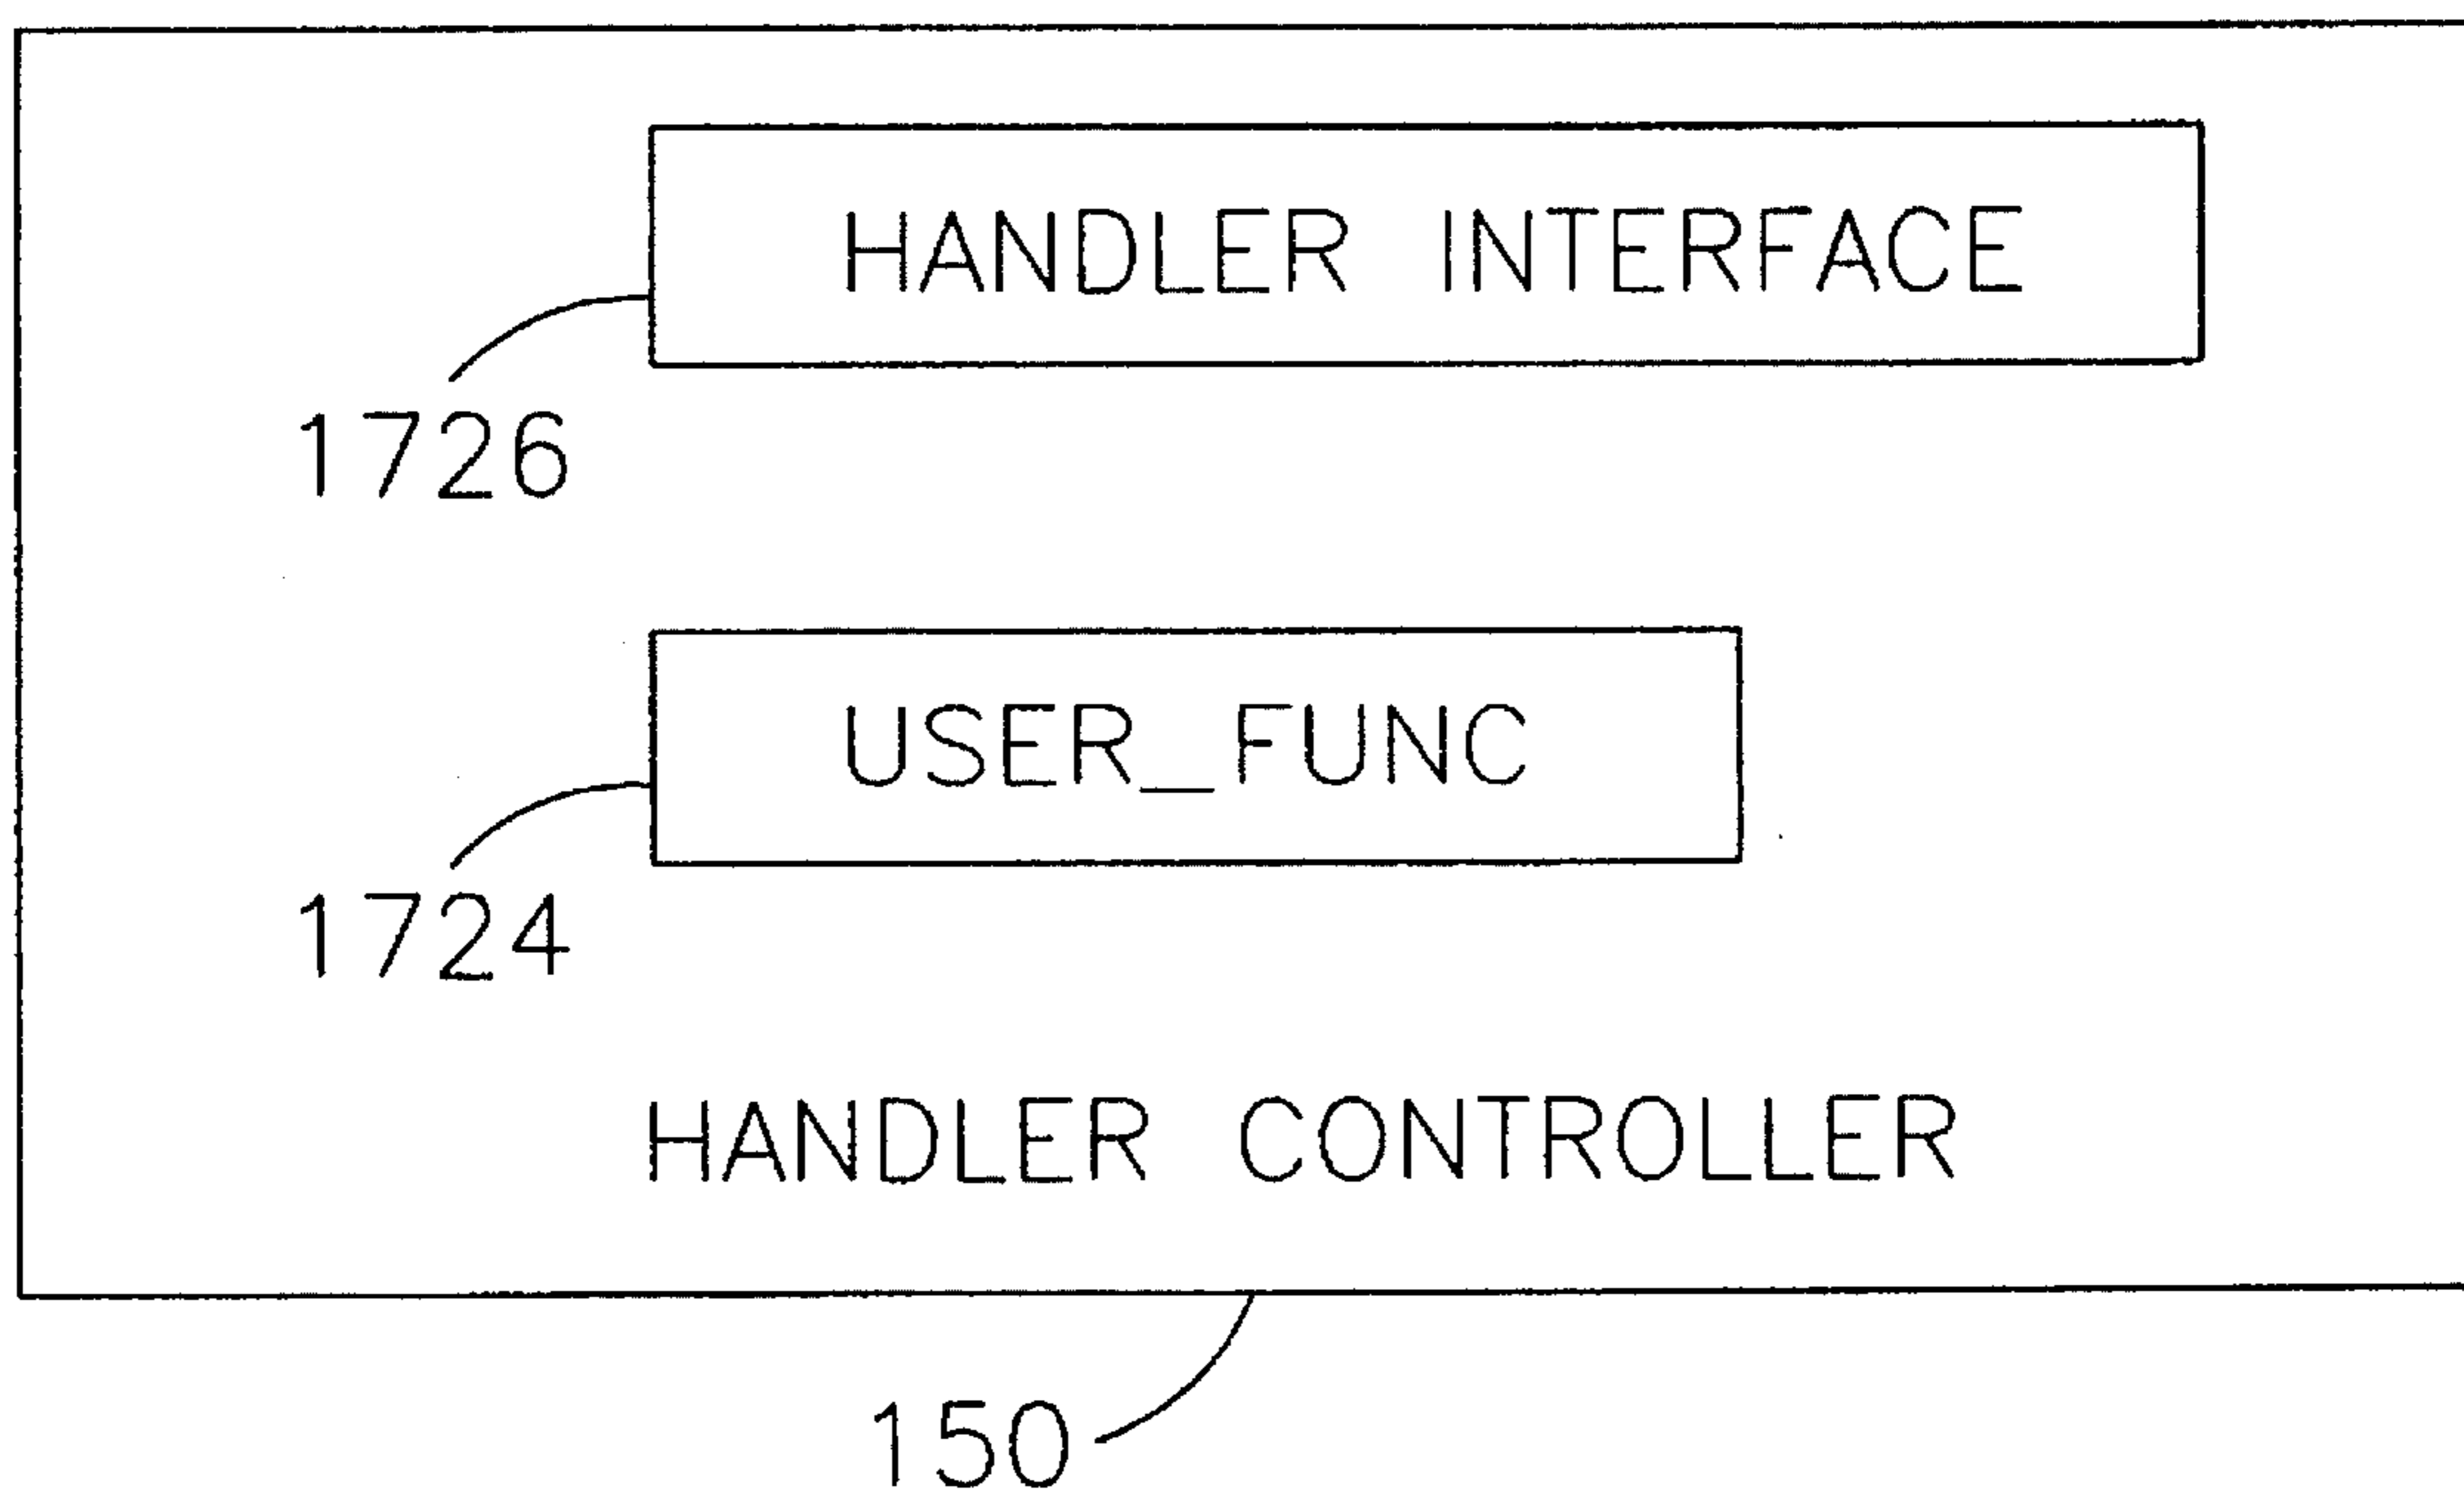 HANDLER INTERFACE
1726
USER_FUNC
1724
HANDLER CONTROLLER
150